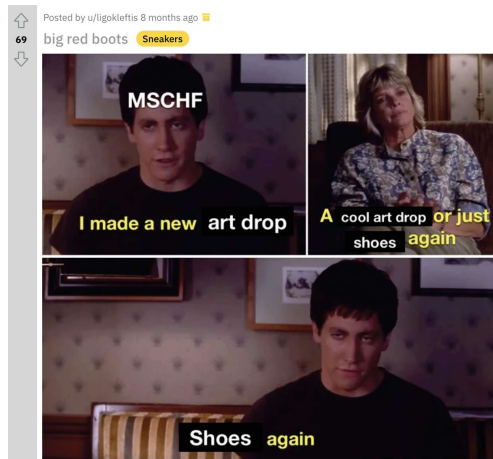 Posted by u/ligokleftis 8 months ago
69
big red boots Sneakers
MSCHF
I made a new art drop
A cool art drop or just
shoes again
Shoes again